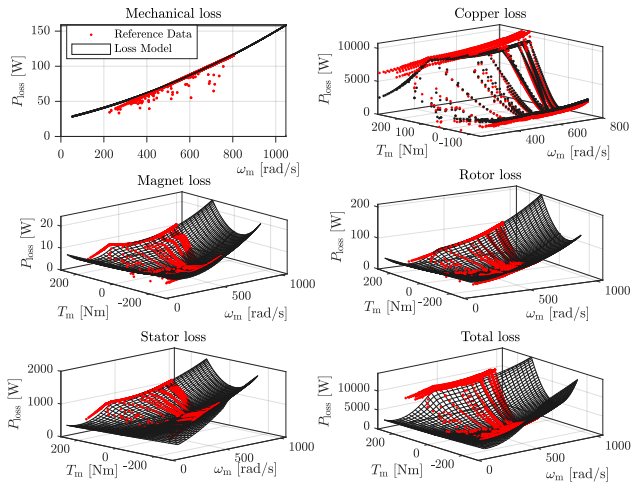 Mechanical loss
150
100
50
0
P_loss [W]
Reference Data
Loss Model
0 200 400 600 800 1000
ω_m [rad/s]
Copper loss
10000
5000
0
P_loss [W]
200 100 0 -100
T_m [Nm]
400 600 800
ω_m [rad/s]
Magnet loss
20
10
0
P_loss [W]
200 0 -200
T_m [Nm]
0 500 1000
ω_m [rad/s]
Rotor loss
200
100
0
P_loss [W]
200 0 -200
T_m [Nm]
0 500 1000
ω_m [rad/s]
Stator loss
2000
1000
0
P_loss [W]
200 0 -200
T_m [Nm]
0 500 1000
ω_m [rad/s]
Total loss
10000
5000
0
P_loss [W]
200 0 -200
T_m [Nm]
0 500 1000
ω_m [rad/s]